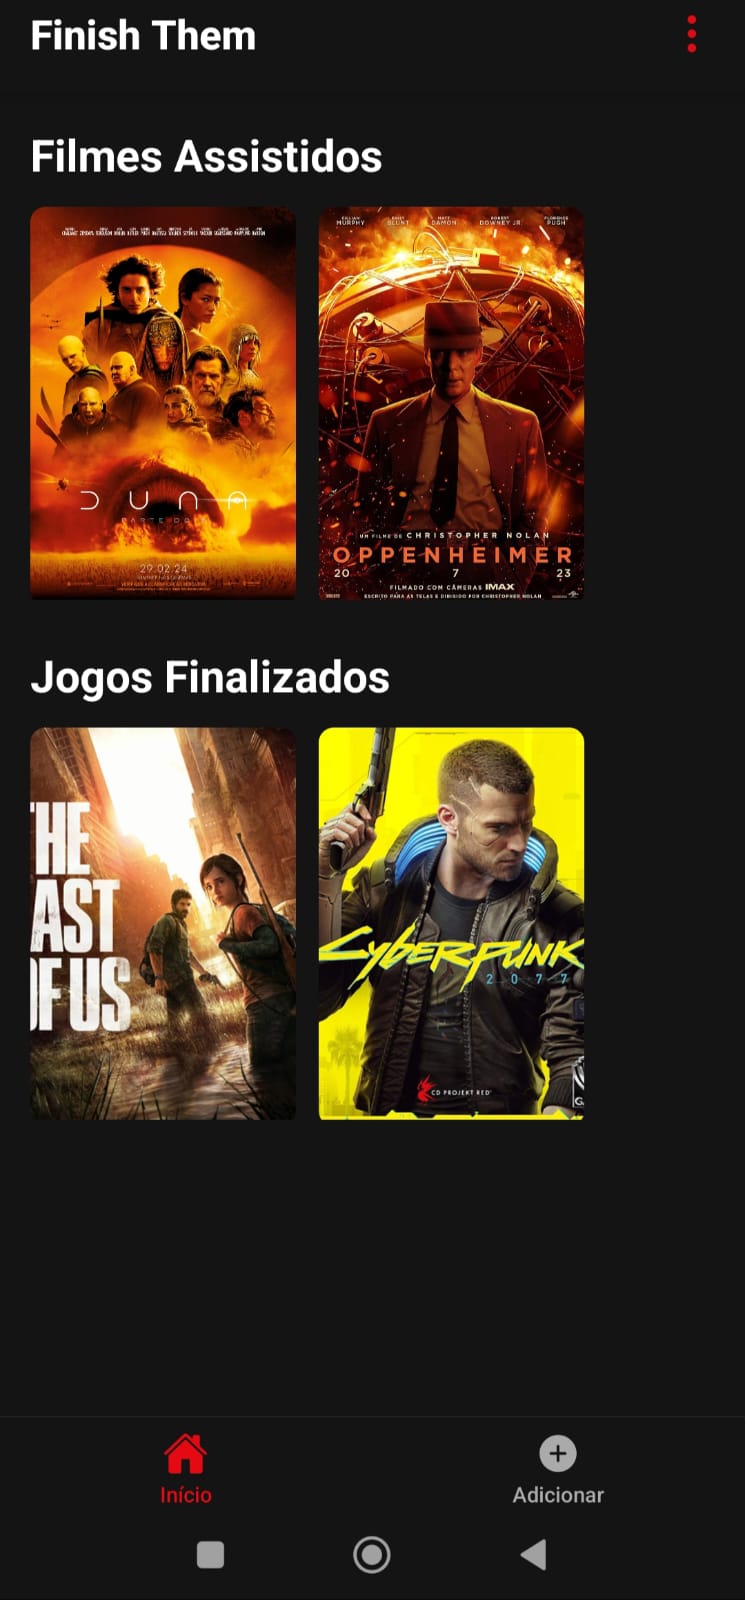 Finish Them
Filmes Assistidos
DUNA
PARTE DOIS
29.02.24
CILLIAN MURPHY EMILY BLUNT MATT DAMON ROBERT DOWNEY JR. FLORENCE PUGH
UM FILME DE CHRISTOPHER NOLAN
OPPENHEIMER
20 7 23
FILMADO COM CÂMERAS IMAX
ESCRITO PARA AS TELAS E DIRIGIDO POR CHRISTOPHER NOLAN
Jogos Finalizados
THE
LAST
OF US
CYBERPUNK
2077
CD PROJEKT RED
Início
Adicionar